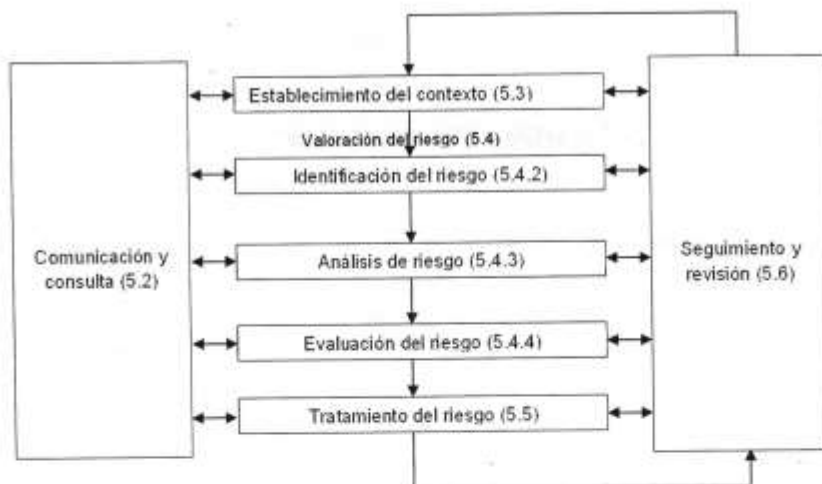 Establecimiento del contexto (5.3)
Valoración del riesgo (5.4)
Identificación del riesgo (5.4.2)
Comunicación y
consulta (5.2)
Análisis de riesgo (5.4.3)
Seguimiento y
revisión (5.6)
Evaluación del riesgo (5.4.4)
Tratamiento del riesgo (5.5)